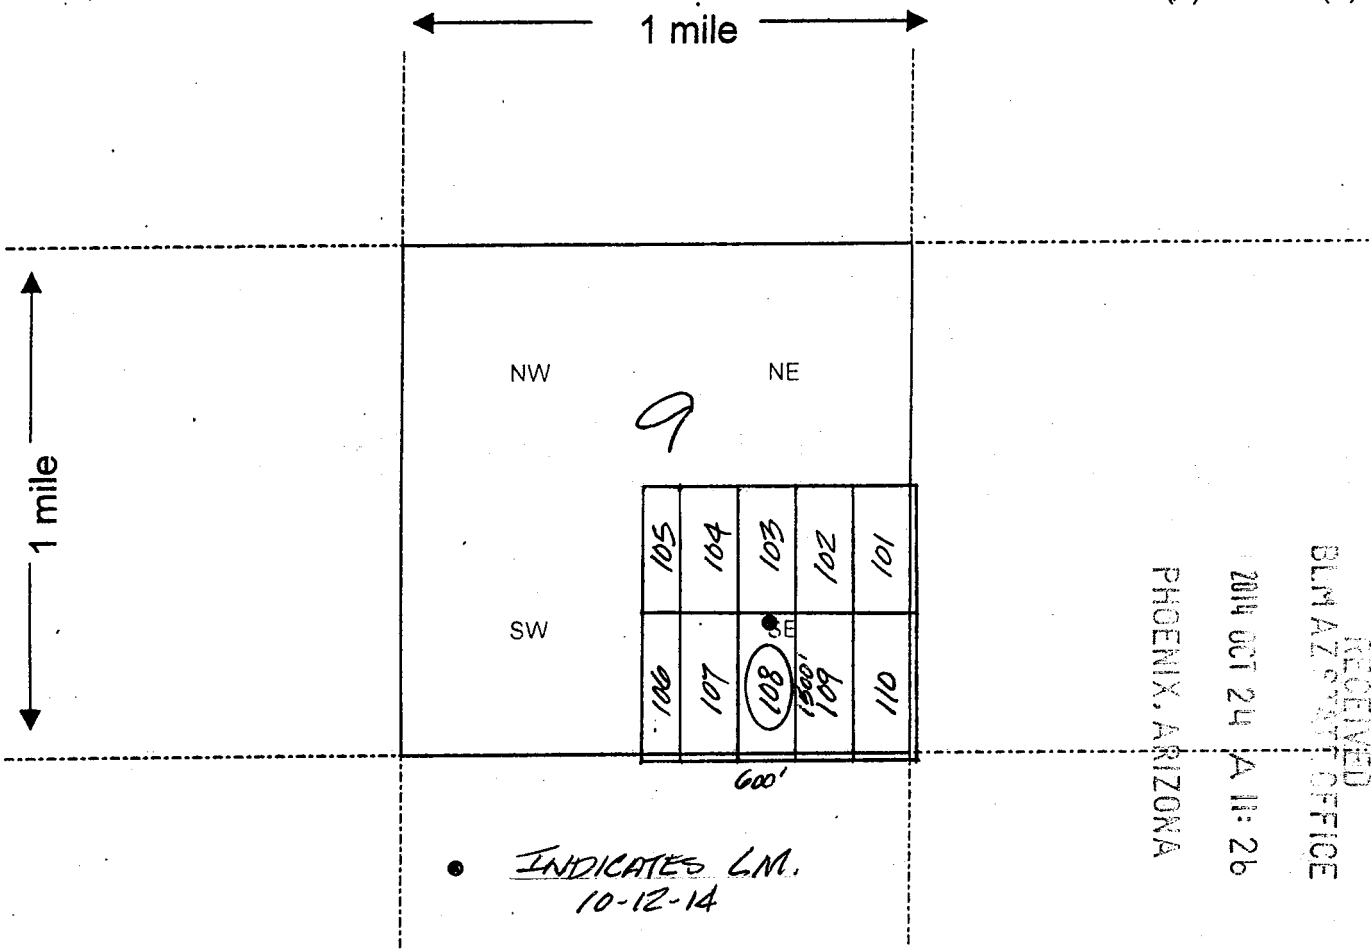 1 mile
1 mile
NW
NE
9
SW
SE
105
104
103
102
101
106
107
108
1500'
109
110
600'
INDICATES L.M.
10-12-14
RECEIVED
BLM AZ STATE OFFICE
2014 OCT 24 A 11: 26
PHOENIX, ARIZONA